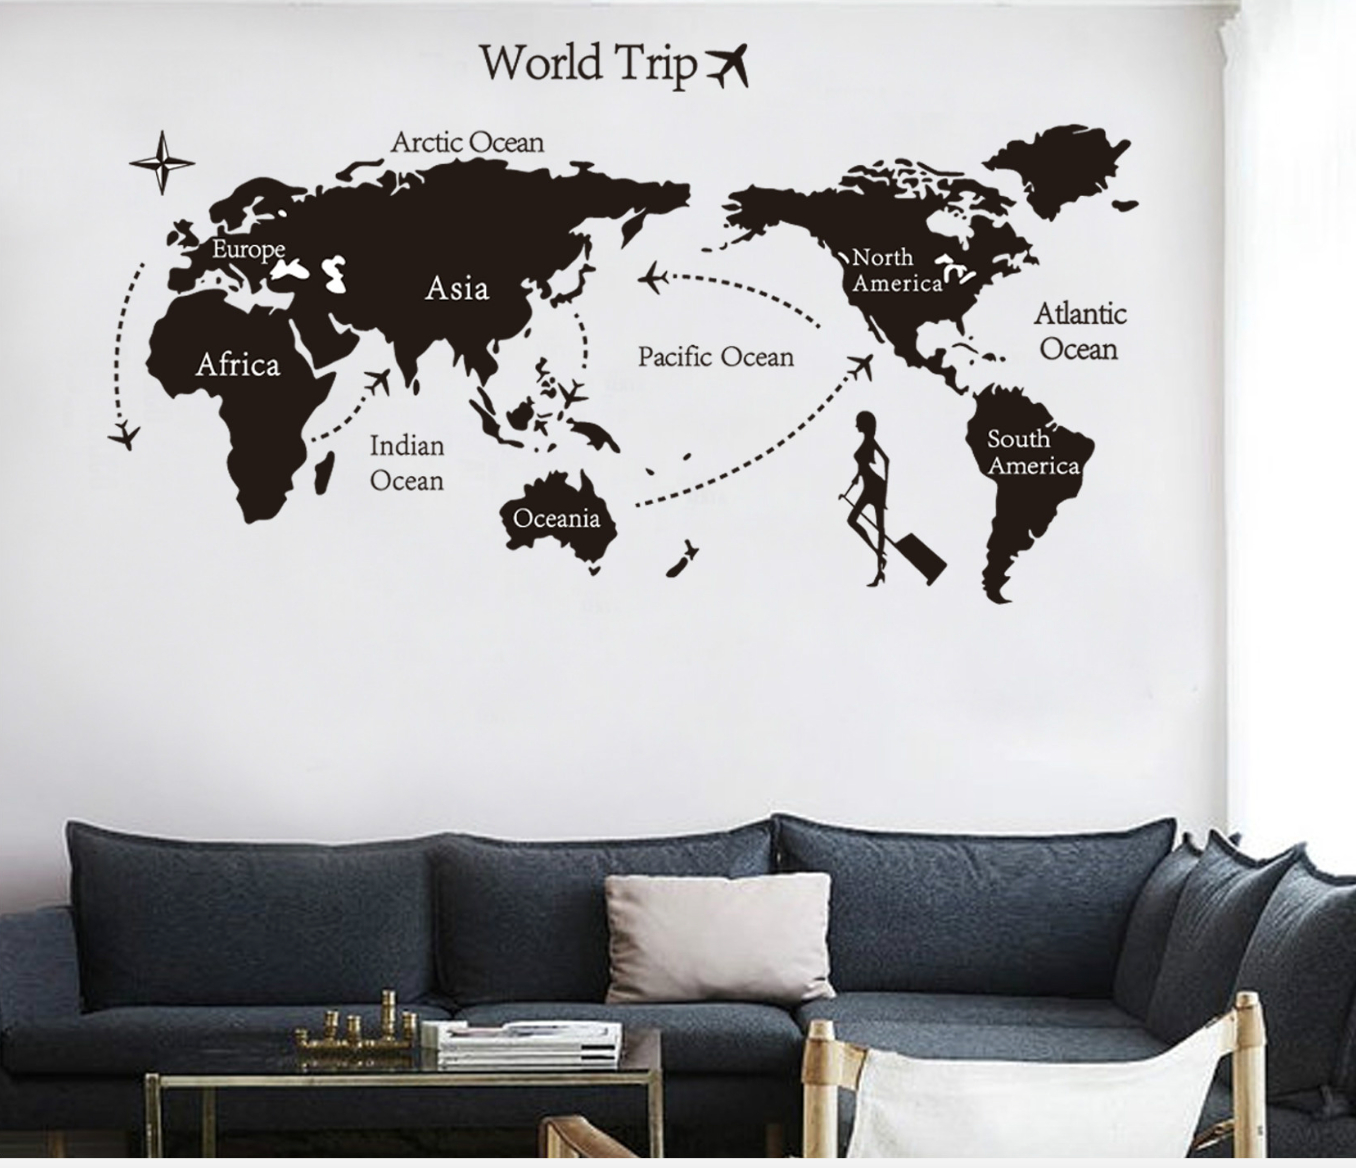 World Trip
Arctic Ocean
Europe
Asia
North
America
Atlantic
Ocean
Africa
Pacific Ocean
Indian
Ocean
South
America
Oceania